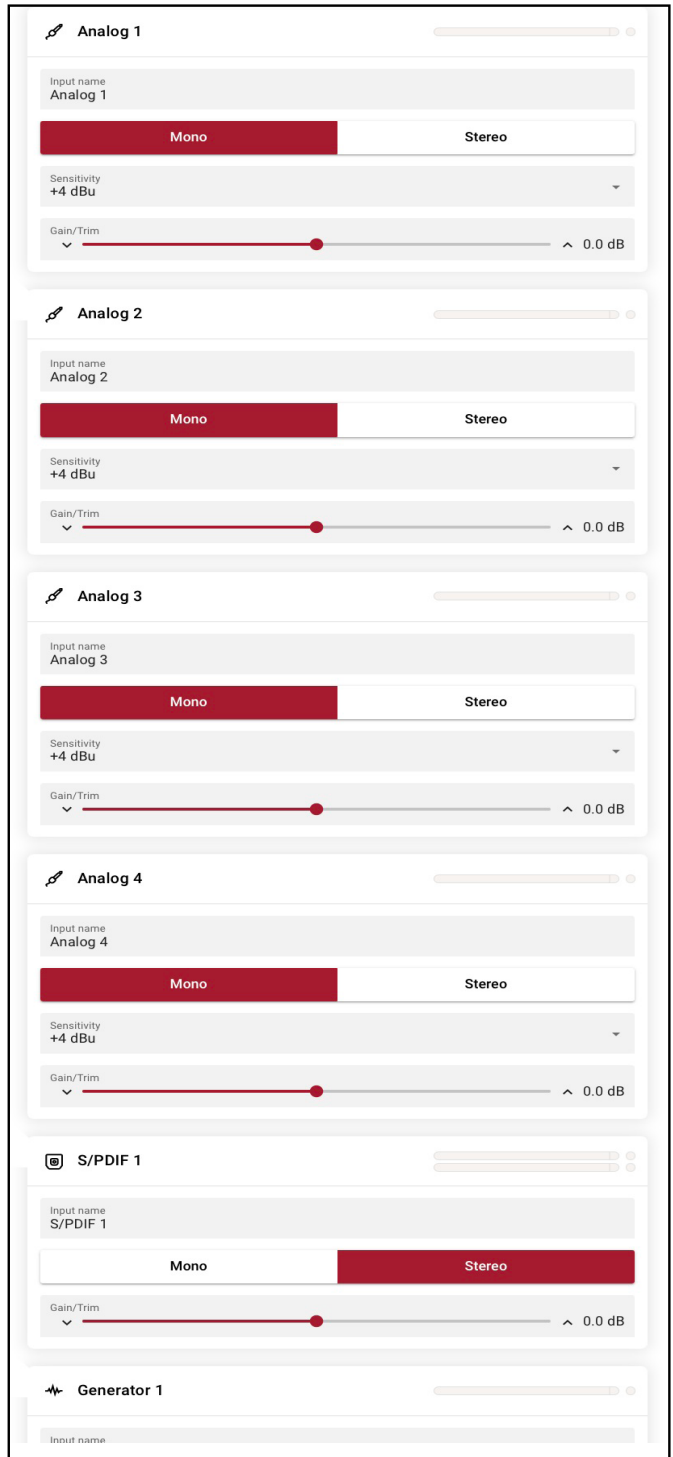 Analog 1
Input name
Analog 1
Mono Stereo
Sensitivity
+4 dBu
Gain/Trim
0.0 dB
Analog 2
Input name
Analog 2
Mono Stereo
Sensitivity
+4 dBu
Gain/Trim
0.0 dB
Analog 3
Input name
Analog 3
Mono Stereo
Sensitivity
+4 dBu
Gain/Trim
0.0 dB
Analog 4
Input name
Analog 4
Mono Stereo
Sensitivity
+4 dBu
Gain/Trim
0.0 dB
S/PDIF 1
Input name
S/PDIF 1
Mono Stereo
Gain/Trim
0.0 dB
Generator 1
Input name